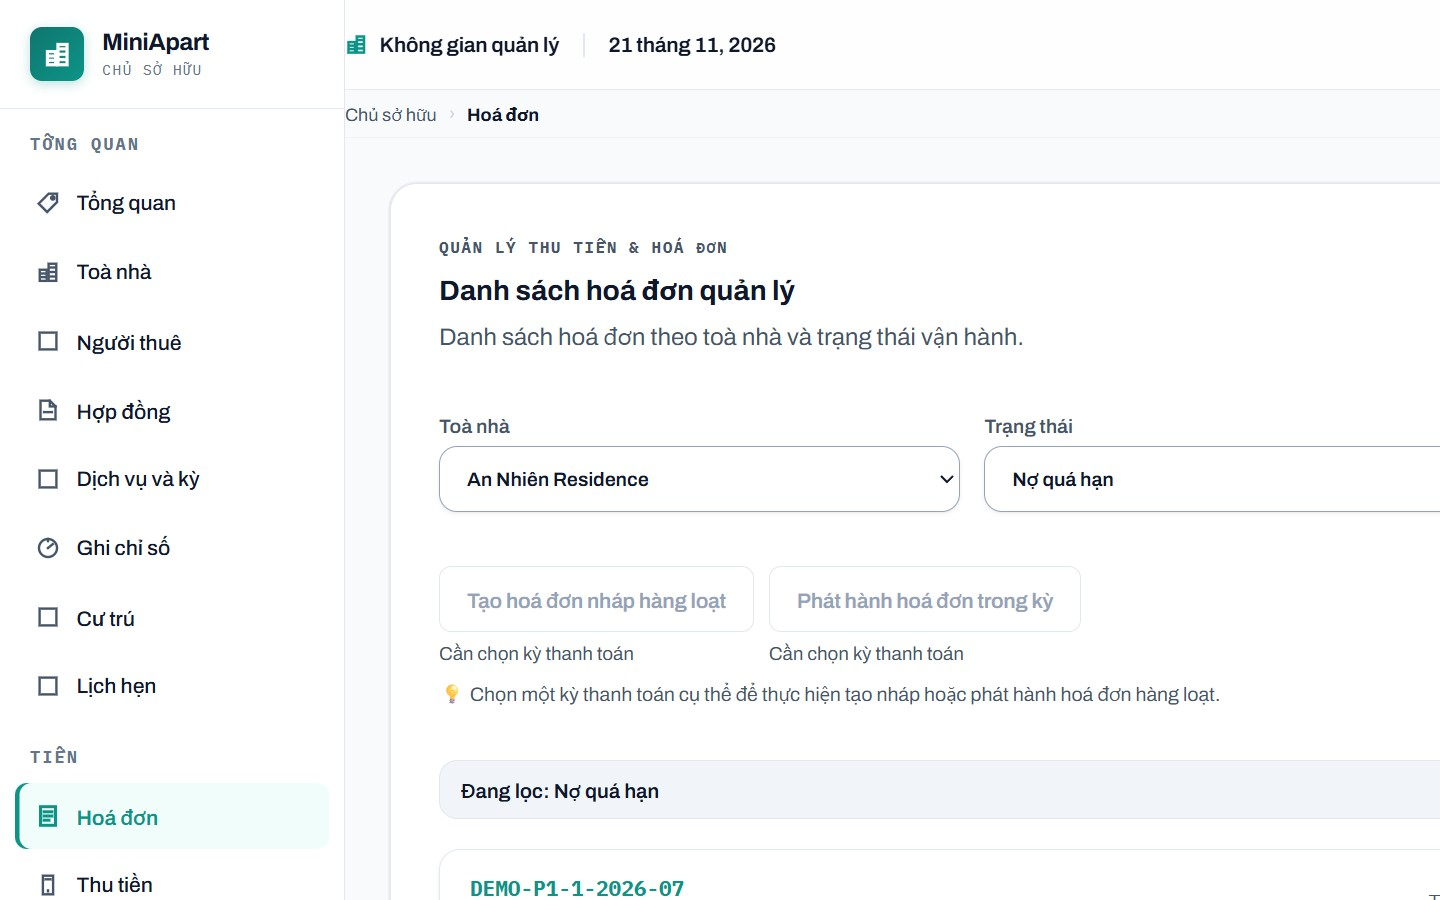 MiniApart
CHỦ SỞ HỮU
TỔNG QUAN
Tổng quan
Toà nhà
Người thuê
Hợp đồng
Dịch vụ và kỳ
Ghi chỉ số
Cư trú
Lịch hẹn
TIỀN
Hoá đơn
Thu tiền
Không gian quản lý
21 tháng 11, 2026
Chủ sở hữu › Hoá đơn
QUẢN LÝ THU TIỀN & HOÁ ĐƠN
Danh sách hoá đơn quản lý
Danh sách hoá đơn theo toà nhà và trạng thái vận hành.
Toà nhà
An Nhiên Residence
Trạng thái
Nợ quá hạn
Tạo hoá đơn nháp hàng loạt
Cần chọn kỳ thanh toán
Phát hành hoá đơn trong kỳ
Cần chọn kỳ thanh toán
💡 Chọn một kỳ thanh toán cụ thể để thực hiện tạo nháp hoặc phát hành hoá đơn hàng loạt.
Đang lọc: Nợ quá hạn
DEMO-P1-1-2026-07